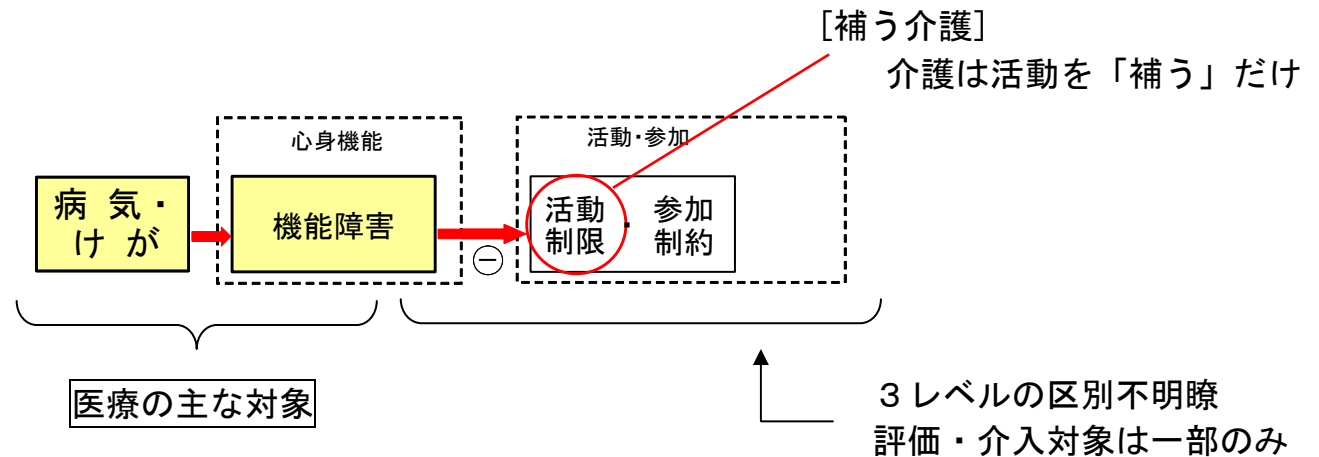 [補う介護]
介護は活動を「補う」だけ
心身機能
活動・参加
病 気・
け が
機能障害
活動
制限
・
参加
制約
㊀
医療の主な対象
３レベルの区別不明瞭
評価・介入対象は一部のみ